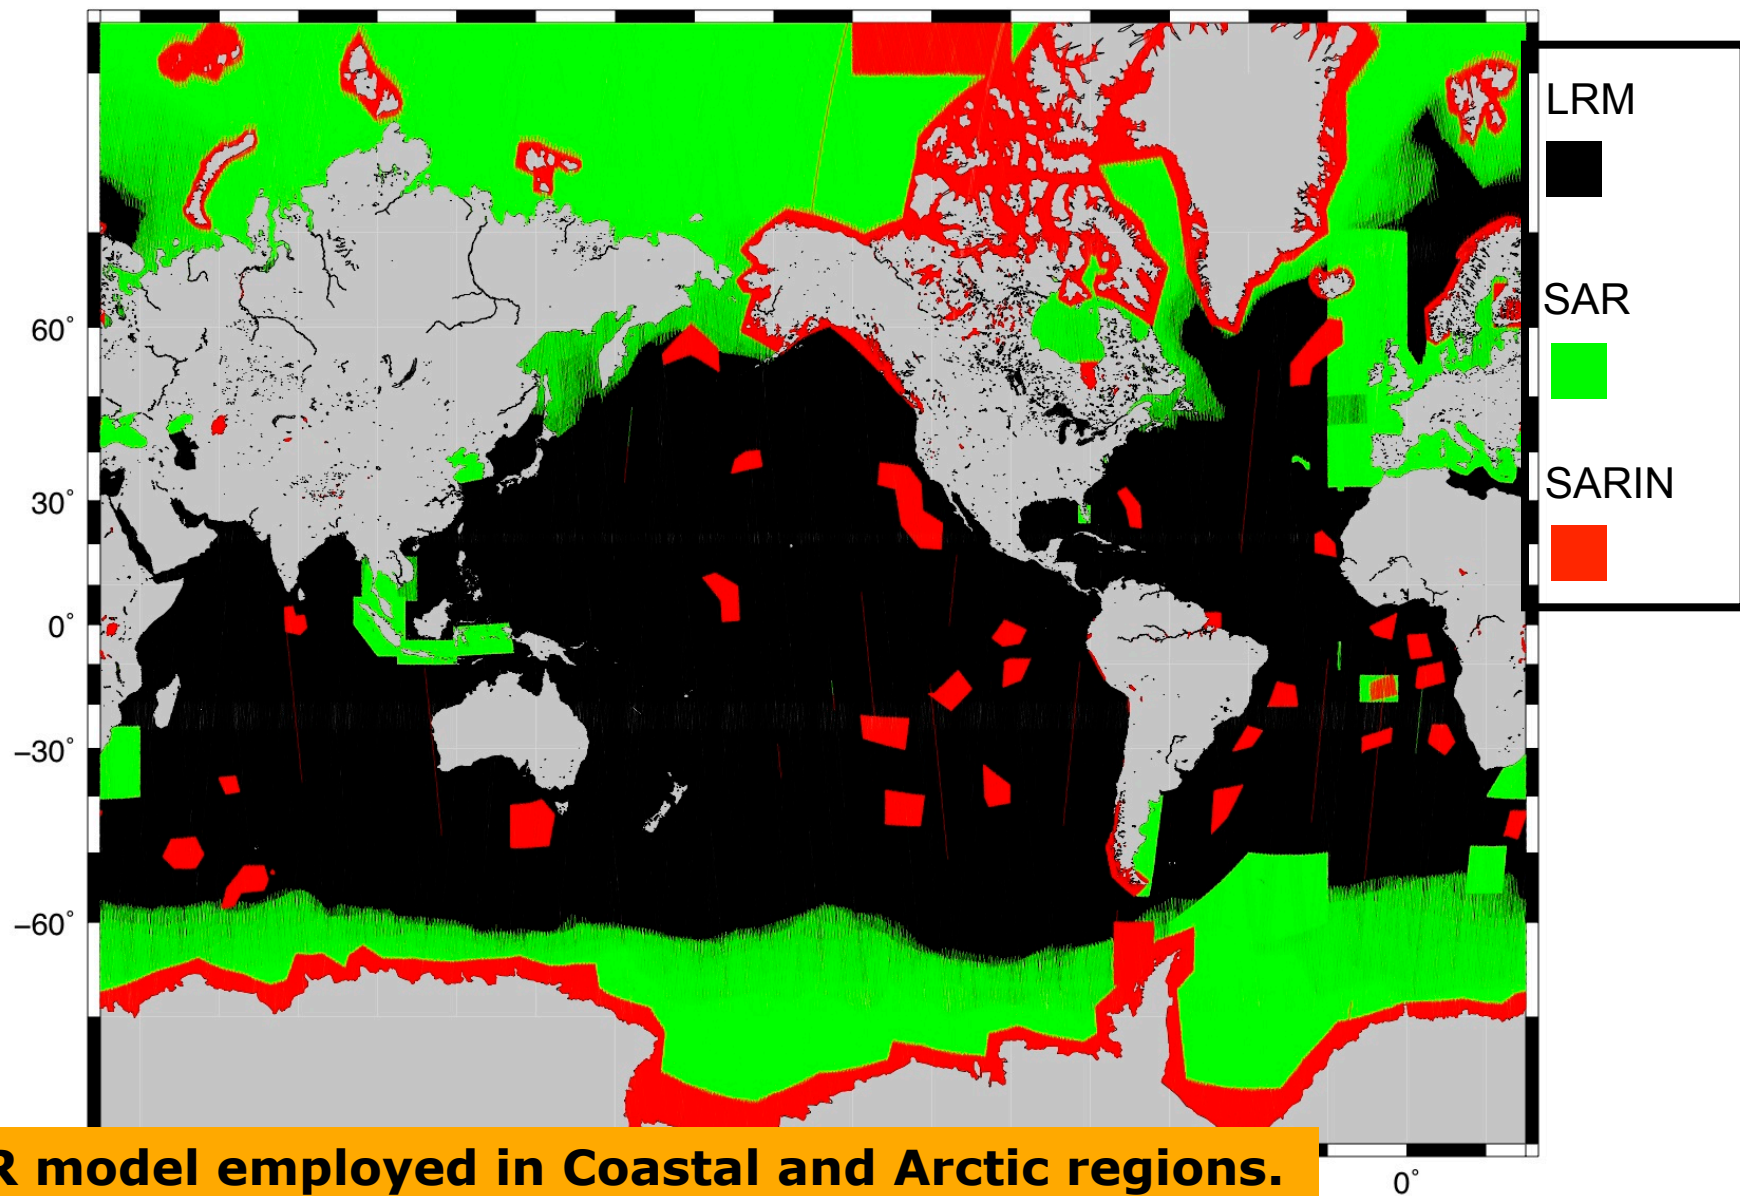 LRM
SAR
SARIN
60°
30°
0°
−30°
−60°
R model employed in Coastal and Arctic regions.
0°